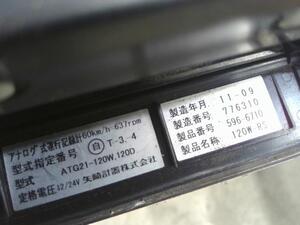 アナログ式運行記録計60km/h・637rpm
型式指定番号 自 T-3.4
型式 ATG21-120W,120D
定格電圧12/24V 矢崎計器株式会社
製造年月 11-09
製造番号 776310
製品番号 596-6710
製品名称 120W-RS